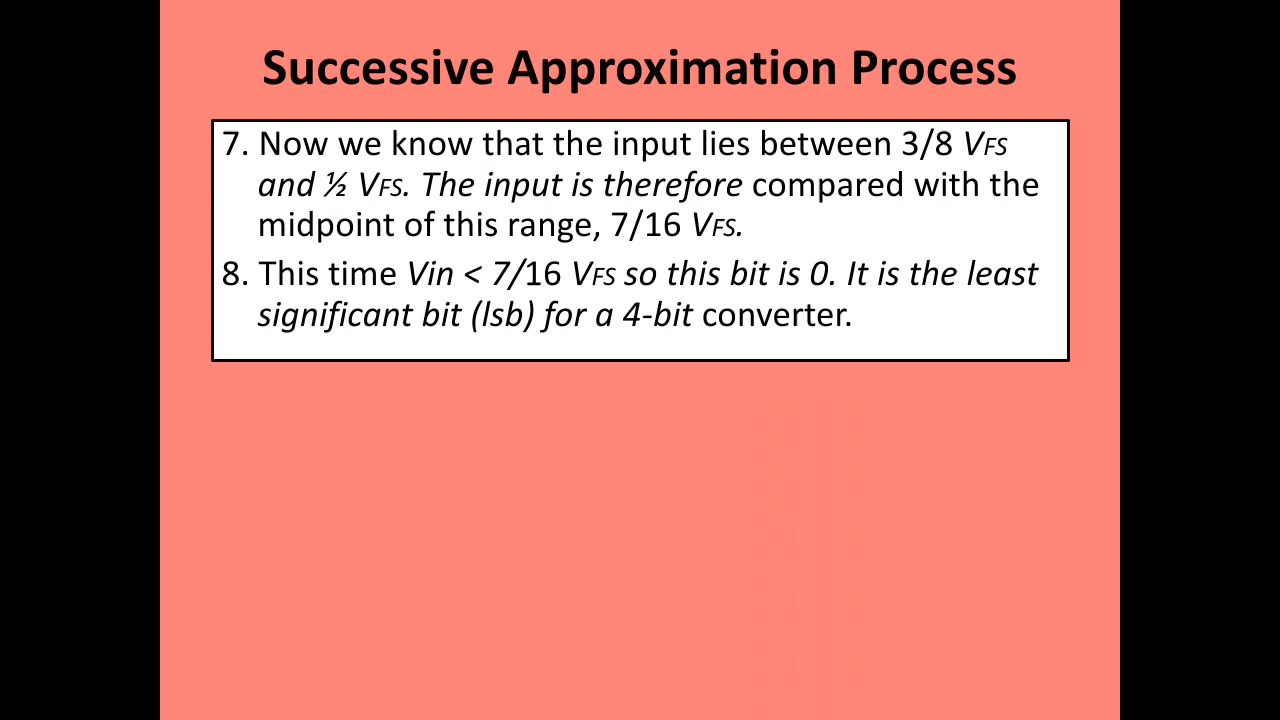 Successive Approximation Process
7. Now we know that the input lies between 3/8 VFS
and ½ VFS. The input is therefore compared with the
midpoint of this range, 7/16 VFS.
8. This time Vin < 7/16 VFS so this bit is 0. It is the least
significant bit (lsb) for a 4-bit converter.